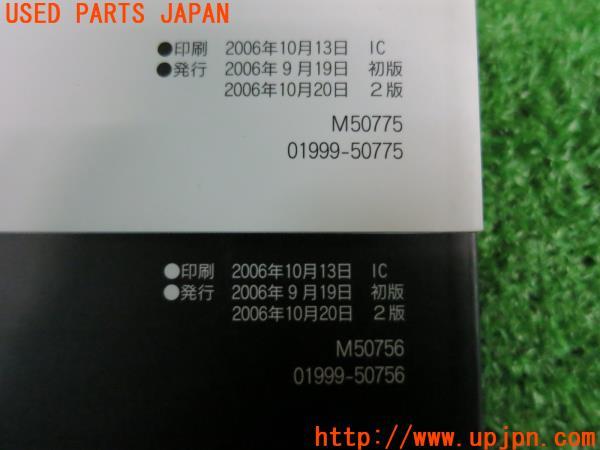 USED PARTS JAPAN
●印刷 2006年10月13日 IC
●発行 2006年9月19日 初版
2006年10月20日 2版
M50775
01999-50775
●印刷 2006年10月13日 IC
●発行 2006年9月19日 初版
2006年10月20日 2版
M50756
01999-50756
http://www.upjpn.com